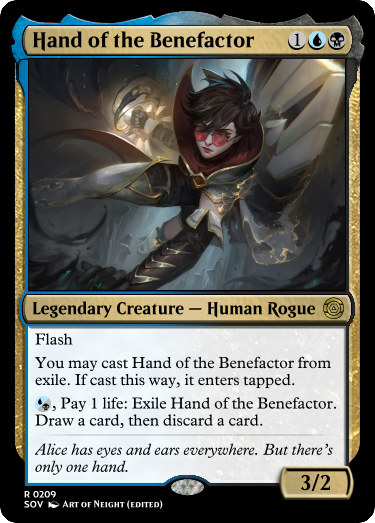 Hand of the Benefactor 1
Legendary Creature — Human Rogue
Flash
You may cast Hand of the Benefactor from
exile. If cast this way, it enters tapped.
, Pay 1 life: Exile Hand of the Benefactor.
Draw a card, then discard a card.
Alice has eyes and ears everywhere. But there's
only one hand.
3/2
R 0209
SOV Art of Neight (edited)